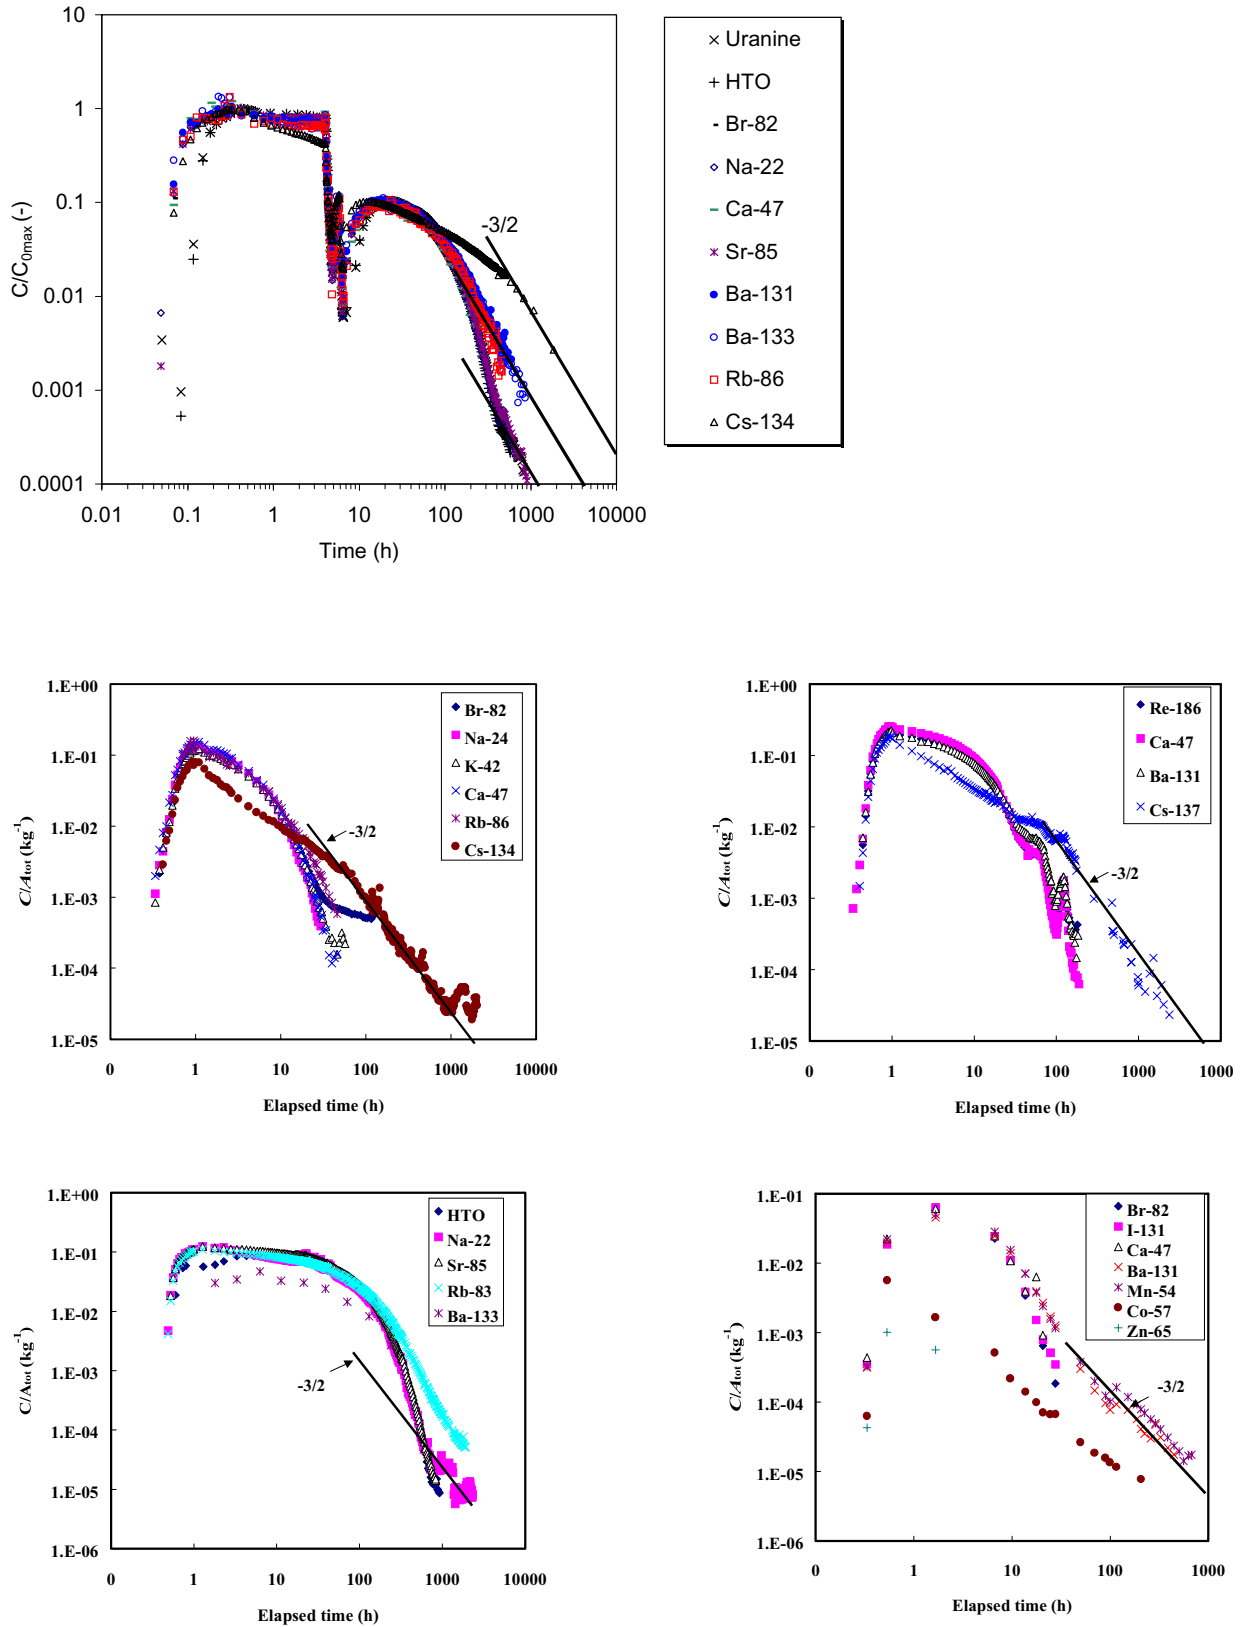 10
1
0.1
0.01
0.001
0.0001
C/C0max (-)
-3/2
0.01 0.1 1 10 100 1000 10000
Time (h)
Uranine
HTO
Br-82
Na-22
Ca-47
Sr-85
Ba-131
Ba-133
Rb-86
Cs-134
1.E+00
1.E-01
1.E-02
1.E-03
1.E-04
1.E-05
C/Atot (kg-1)
Br-82
Na-24
K-42
Ca-47
Rb-86
Cs-134
-3/2
0 1 10 100 1000 10000
Elapsed time (h)
1.E+00
1.E-01
1.E-02
1.E-03
1.E-04
1.E-05
C/Atot (kg-1)
Re-186
Ca-47
Ba-131
Cs-137
-3/2
0 1 10 100 1000 1000
Elapsed time (h)
1.E+00
1.E-01
1.E-02
1.E-03
1.E-04
1.E-05
1.E-06
C/Atot (kg-1)
HTO
Na-22
Sr-85
Rb-83
Ba-133
-3/2
0 1 10 100 1000 10000
Elapsed time (h)
1.E-01
1.E-02
1.E-03
1.E-04
1.E-05
1.E-06
C/Atot (kg-1)
Br-82
I-131
Ca-47
Ba-131
Mn-54
Co-57
Zn-65
-3/2
0 1 10 100 1000
Elapsed time (h)